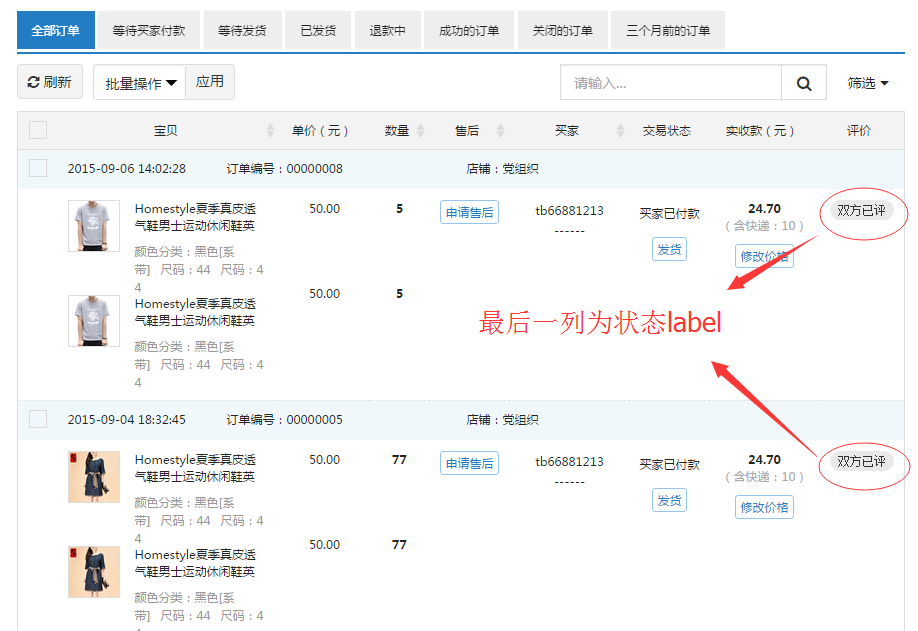 全部订单 等待买家付款 等待发货 已发货 退款中 成功的订单 关闭的订单 三个月前的订单
刷新 批量操作 应用 请输入... 筛选
宝贝 单价（元） 数量 售后 买家 交易状态 实收款（元） 评价
2015-09-06 14:02:28 订单编号：00000008 店铺：党组织
Homestyle夏季真皮透 50.00 5 申请售后 tb66881213 买家已付款 24.70 双方已评
气鞋男士运动休闲鞋英 ------ （含快递：10）
颜色分类：黑色[系 发货 修改价格
带] 尺码：44 尺码：4
4
Homestyle夏季真皮透 50.00 5
气鞋男士运动休闲鞋英
最后一列为状态label
颜色分类：黑色[系
带] 尺码：44 尺码：4
4
2015-09-04 18:32:45 订单编号：00000005 店铺：党组织
Homestyle夏季真皮透 50.00 77 申请售后 tb66881213 买家已付款 24.70 双方已评
气鞋男士运动休闲鞋英 ------ （含快递：10）
颜色分类：黑色[系 发货 修改价格
带] 尺码：44 尺码：4
4
Homestyle夏季真皮透 50.00 77
气鞋男士运动休闲鞋英
颜色分类：黑色[系
带] 尺码：44 尺码：4